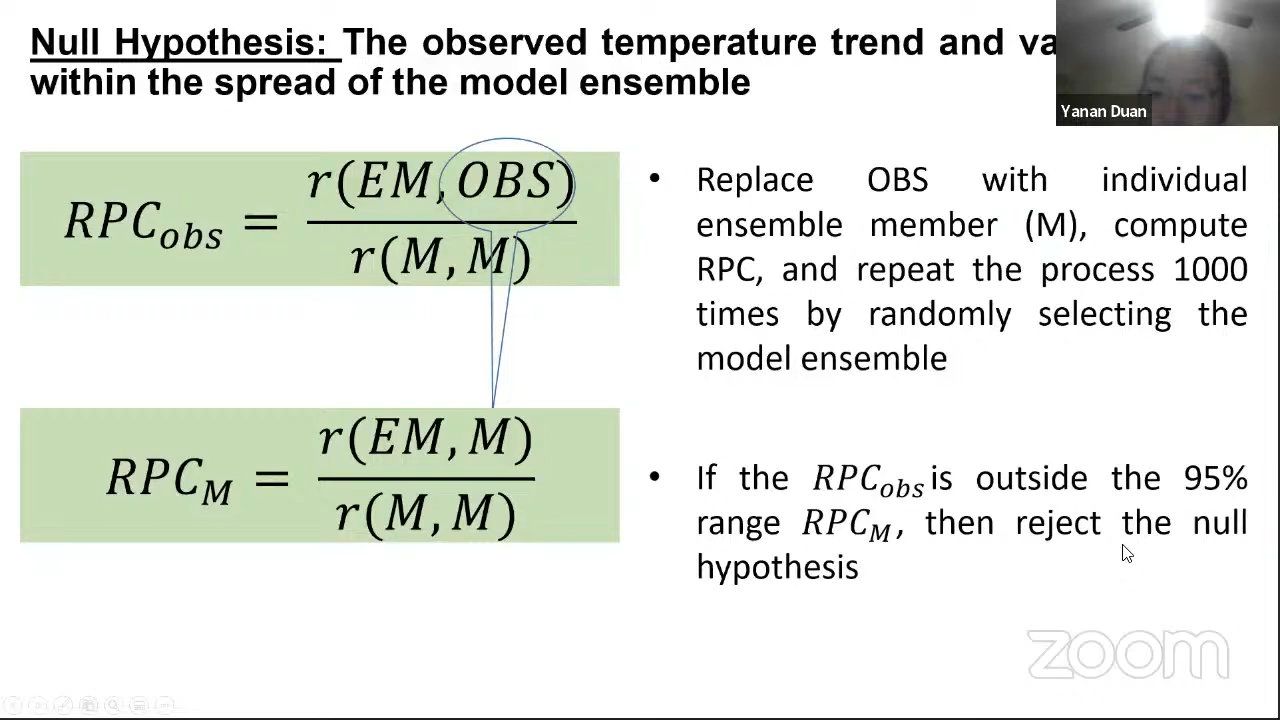 Null Hypothesis: The observed temperature trend and
within the spread of the model ensemble
Yanan Duan
RPC_obs = r(EM, OBS) / r(M, M)
• Replace OBS with individual
ensemble member (M), compute
RPC, and repeat the process 1000
times by randomly selecting the
model ensemble
RPC_M = r(EM, M) / r(M, M)
• If the RPC_obs is outside the 95%
range RPC_M, then reject the null
hypothesis
zoom